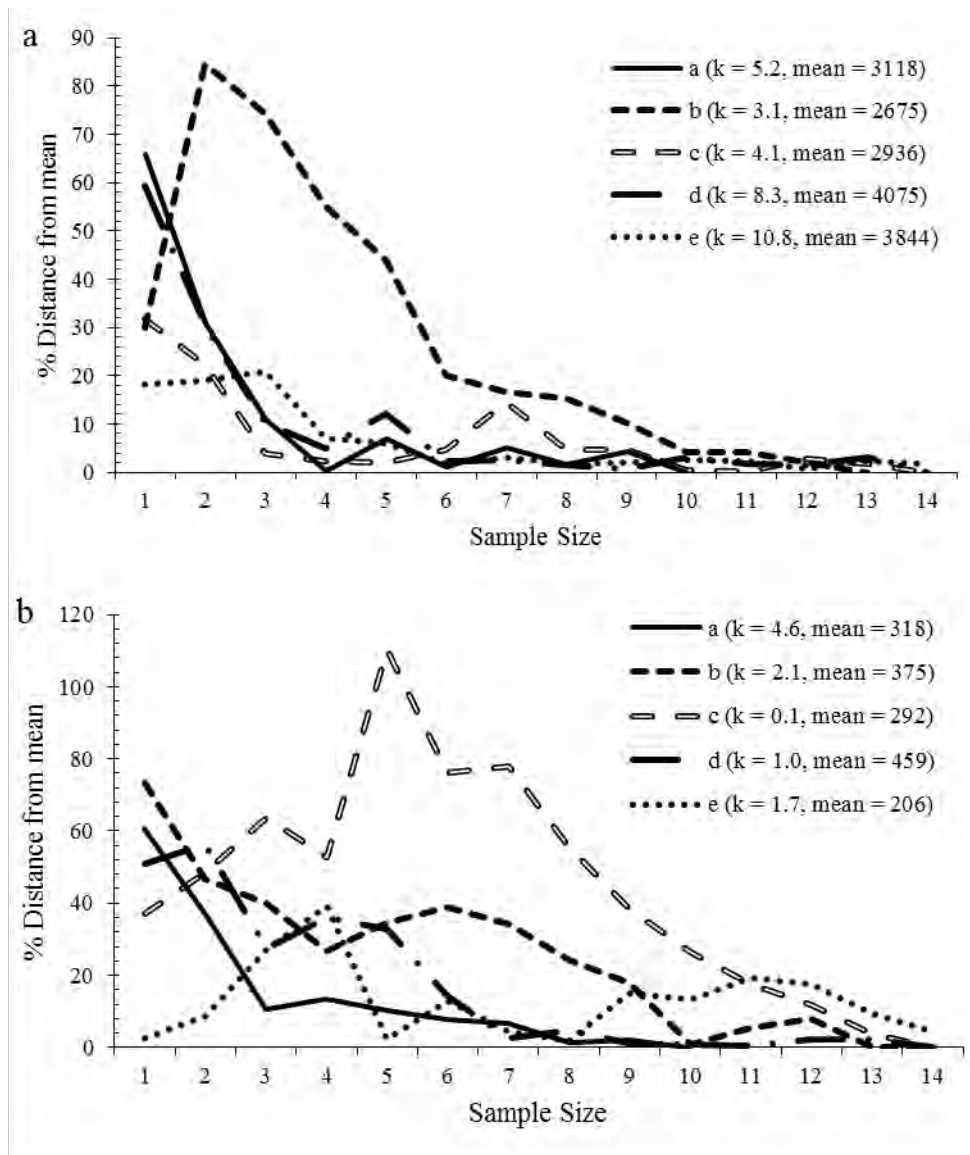 a
90
80
70
60
50
40
30
20
10
0
% Distance from mean
a (k = 5.2, mean = 3118)
b (k = 3.1, mean = 2675)
c (k = 4.1, mean = 2936)
d (k = 8.3, mean = 4075)
e (k = 10.8, mean = 3844)
1 2 3 4 5 6 7 8 9 10 11 12 13 14
Sample Size
b
120
100
80
60
40
20
0
% Distance from mean
a (k = 4.6, mean = 318)
b (k = 2.1, mean = 375)
c (k = 0.1, mean = 292)
d (k = 1.0, mean = 459)
e (k = 1.7, mean = 206)
1 2 3 4 5 6 7 8 9 10 11 12 13 14
Sample Size